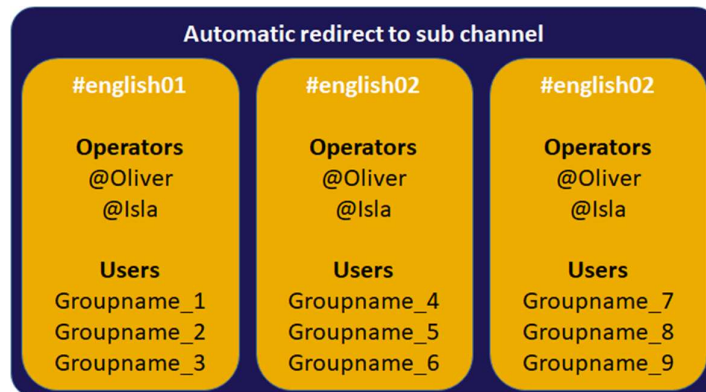 Automatic redirect to sub channel
#english01
Operators
@Oliver
@Isla
Users
Groupname_1
Groupname_2
Groupname_3
#english02
Operators
@Oliver
@Isla
Users
Groupname_4
Groupname_5
Groupname_6
#english02
Operators
@Oliver
@Isla
Users
Groupname_7
Groupname_8
Groupname_9